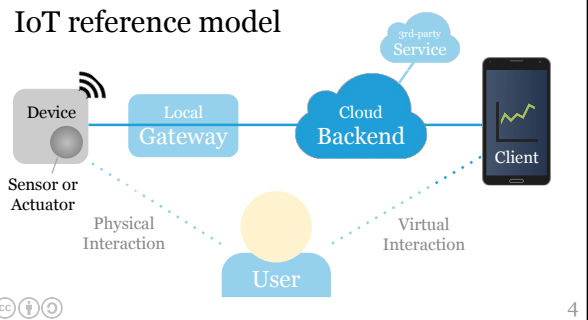 IoT reference model
3rd-party
Service
Device
Local
Gateway
Cloud
Backend
Client
Sensor or
Actuator
Physical
Interaction
Virtual
Interaction
User
cc
4